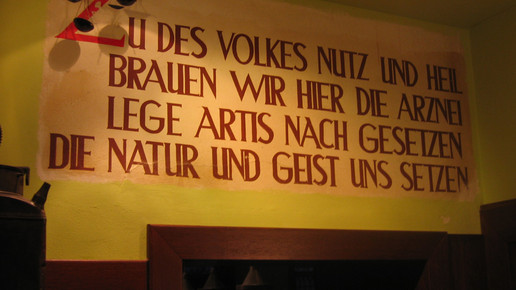 ZU DES VOLKES NUTZ UND HEIL
BRAUEN WIR HIER DIE ARZNEI
LEGE ARTIS NACH GESETZEN
DIE NATUR UND GEIST UNS SETZEN